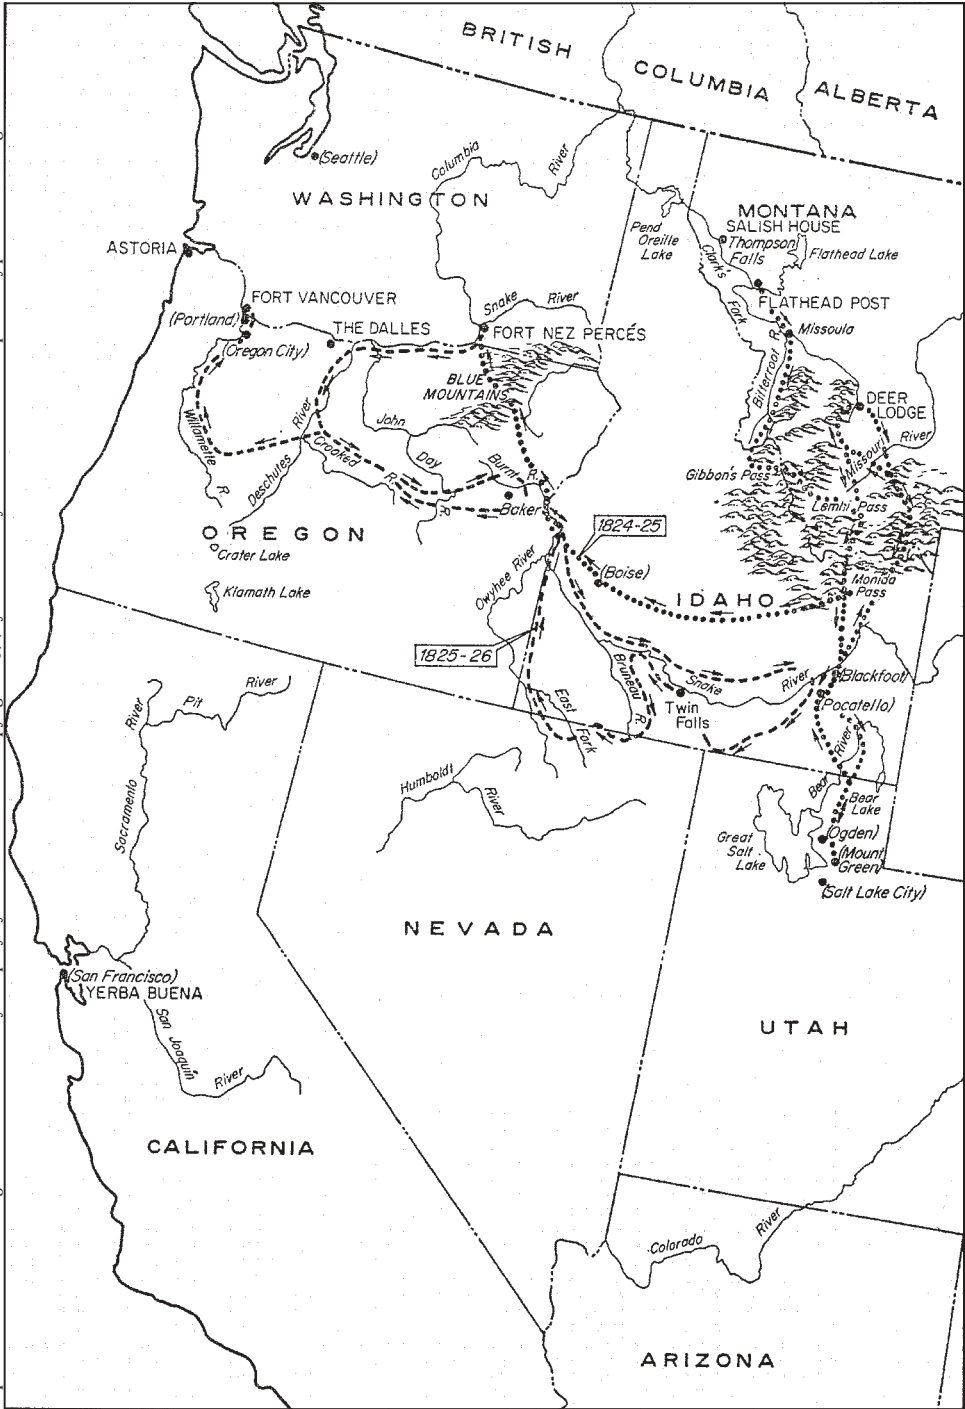 BRITISH
COLUMBIA
ALBERTA
(Seattle)
Columbia
River
WASHINGTON
MONTANA
SALISH HOUSE
Thompson
Falls
Flathead Lake
Pend
Oreille
Lake
Clark's
Fork
ASTORIA
FORT VANCOUVER
(Portland)
(Oregon City)
THE DALLES
Snake
River
FORT NEZ PERCÉS
FLATHEAD POST
Missoula
Bitterroot R.
BLUE
MOUNTAINS
DEER
LODGE
Missouri
River
Willamette
R.
Deschutes
River
Crooked
R.
John
Day
R.
Burnt
R.
Baker
Gibbon's Pass
Lemhi Pass
OREGON
Crater Lake
Klamath Lake
1824-25
(Boise)
Owyhee River
IDAHO
Monida
Pass
1825-26
Bruneau
R.
Snake
River
Twin
Falls
(Blackfoot)
(Pocatello)
East
Fork
Pit
River
River
Sacramento
Humboldt
River
Bear
River
Bear
Lake
Great
Salt
Lake
(Ogden)
(Mount
Green)
(Salt Lake City)
NEVADA
(San Francisco)
YERBA BUENA
San Joaquin
River
UTAH
CALIFORNIA
Colorado
River
ARIZONA